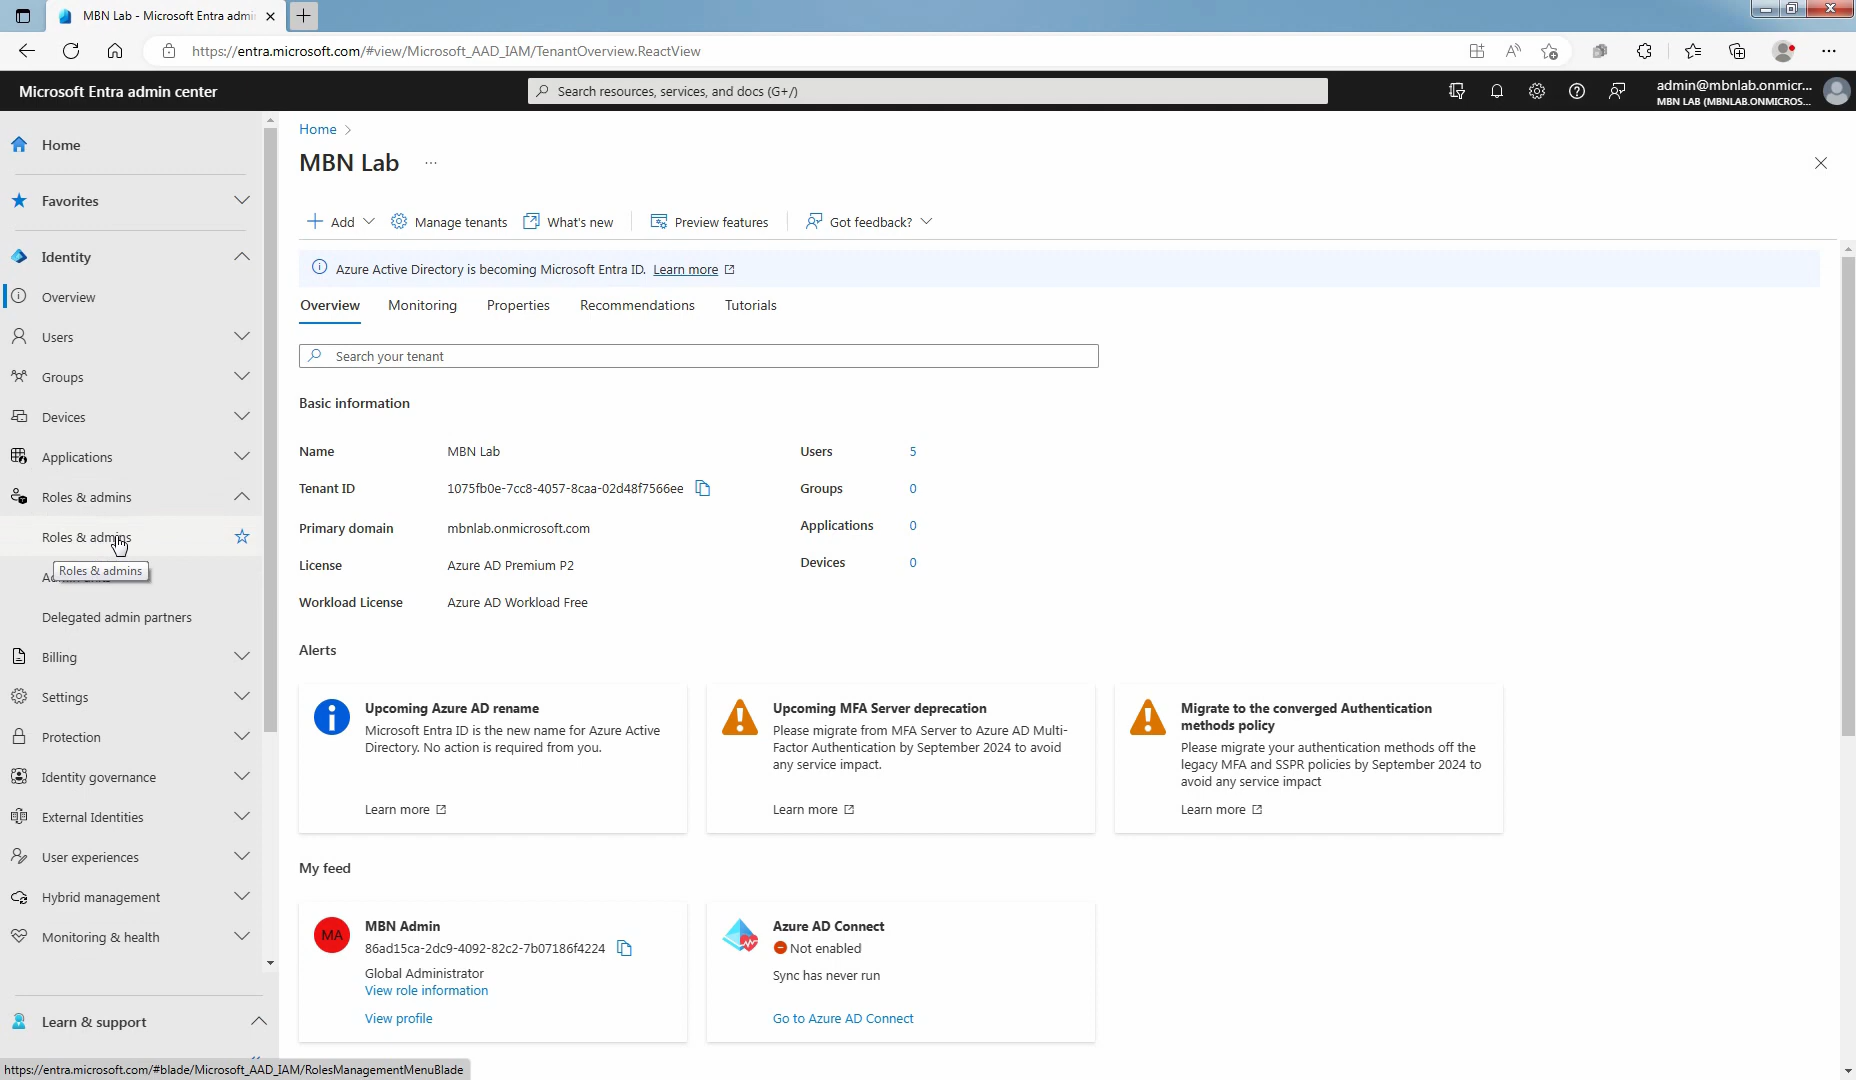 MBN Lab - Microsoft Entra admi
https://entra.microsoft.com/#view/Microsoft_AAD_IAM/TenantOverview.ReactView
Microsoft Entra admin center
Search resources, services, and docs (G+/)
admin@mbnlab.onmicr...
MBN LAB (MBNLAB.ONMICROS...
Home
Favorites
Identity
Overview
Users
Groups
Devices
Applications
Roles & admins
Roles & admins
Roles & admins
Delegated admin partners
Billing
Settings
Protection
Identity governance
External Identities
User experiences
Hybrid management
Monitoring & health
Learn & support
Home
MBN Lab ...
Add
Manage tenants
What's new
Preview features
Got feedback?
Azure Active Directory is becoming Microsoft Entra ID. Learn more
Overview
Monitoring
Properties
Recommendations
Tutorials
Search your tenant
Basic information
Name MBN Lab
Tenant ID 1075fb0e-7cc8-4057-8caa-02d48f7566ee
Primary domain mbnlab.onmicrosoft.com
License Azure AD Premium P2
Workload License Azure AD Workload Free
Users 5
Groups 0
Applications 0
Devices 0
Alerts
Upcoming Azure AD rename
Microsoft Entra ID is the new name for Azure Active
Directory. No action is required from you.
Learn more
Upcoming MFA Server deprecation
Please migrate from MFA Server to Azure AD Multi-
Factor Authentication by September 2024 to avoid
any service impact.
Learn more
Migrate to the converged Authentication
methods policy
Please migrate your authentication methods off the
legacy MFA and SSPR policies by September 2024 to
avoid any service impact
Learn more
My feed
MA
MBN Admin
86ad15ca-2dc9-4092-82c2-7b07186f4224
Global Administrator
View role information
View profile
Azure AD Connect
Not enabled
Sync has never run
Go to Azure AD Connect
https://entra.microsoft.com/#blade/Microsoft_AAD_IAM/RolesManagementMenuBlade